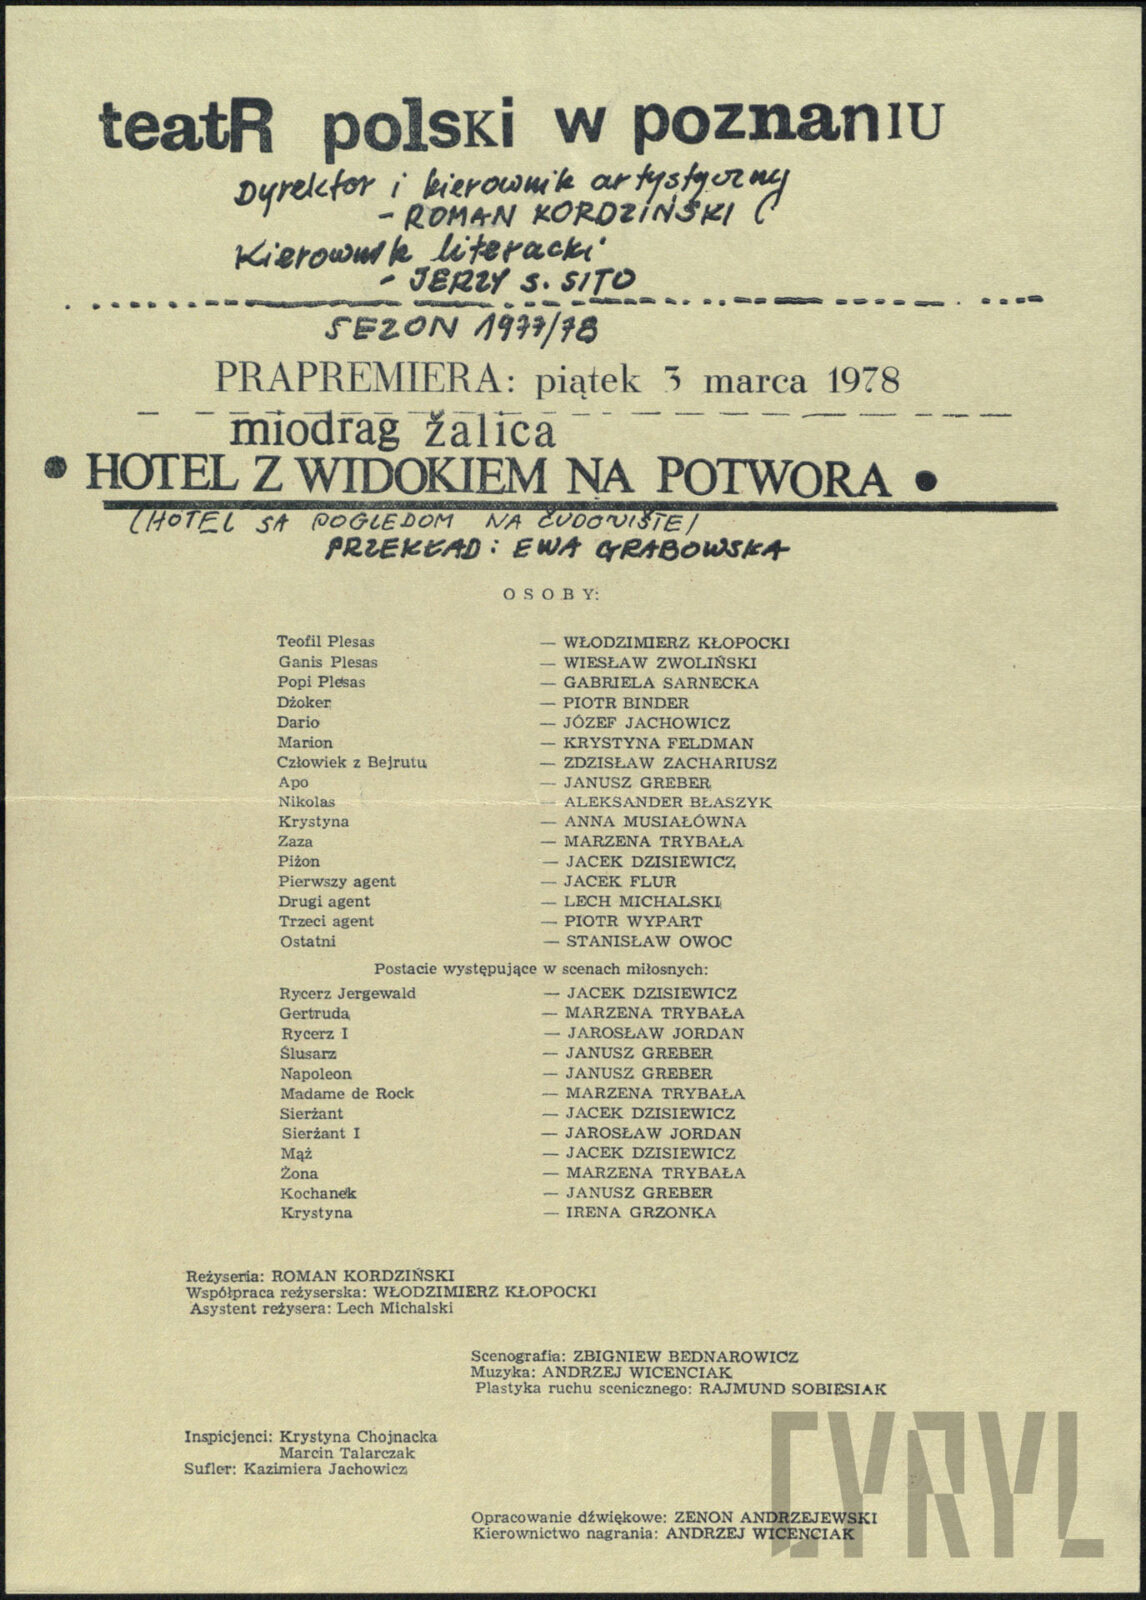 teatR polsKi w poznaNIU
Dyrektor i kierownik artystyczny
- ROMAN KORDZIŃSKI
Kierownik literacki
- JERZY S. SITO
SEZON 1977/78
PRAPREMIERA: piątek 3 marca 1978
miodrag žalica
• HOTEL Z WIDOKIEM NA POTWORA •
(HOTEL SA POGLEDOM NA ČUDOVIŠTE)
PRZEKŁAD: EWA GRABOWSKA
OSOBY:
Teofil Plesas — WŁODZIMIERZ KŁOPOCKI
Ganis Plesas — WIESŁAW ZWOLIŃSKI
Popi Plesas — GABRIELA SARNECKA
Dżoker — PIOTR BINDER
Dario — JÓZEF JACHOWICZ
Marion — KRYSTYNA FELDMAN
Człowiek z Bejrutu — ZDZISŁAW ZACHARIUSZ
Apo — JANUSZ GREBER
Nikolas — ALEKSANDER BŁASZYK
Krystyna — ANNA MUSIAŁÓWNA
Zaza — MARZENA TRYBAŁA
Piżon — JACEK DZISIEWICZ
Pierwszy agent — JACEK FLUR
Drugi agent — LECH MICHALSKI
Trzeci agent — PIOTR WYPART
Ostatni — STANISŁAW OWOC
Postacie występujące w scenach miłosnych:
Rycerz Jergewald — JACEK DZISIEWICZ
Gertruda — MARZENA TRYBAŁA
Rycerz I — JAROSŁAW JORDAN
Ślusarz — JANUSZ GREBER
Napoleon — JANUSZ GREBER
Madame de Rock — MARZENA TRYBAŁA
Sierżant — JACEK DZISIEWICZ
Sierżant I — JAROSŁAW JORDAN
Mąż — JACEK DZISIEWICZ
Żona — MARZENA TRYBAŁA
Kochanek — JANUSZ GREBER
Krystyna — IRENA GRZONKA
Reżyseria: ROMAN KORDZIŃSKI
Współpraca reżyserska: WŁODZIMIERZ KŁOPOCKI
Asystent reżysera: Lech Michalski
Scenografia: ZBIGNIEW BEDNAROWICZ
Muzyka: ANDRZEJ WICENCIAK
Plastyka ruchu scenicznego: RAJMUND SOBIESIAK
Inspicjenci: Krystyna Chojnacka
Marcin Talarczak
Sufler: Kazimiera Jachowicz
Opracowanie dźwiękowe: ZENON ANDRZEJEWSKI
Kierownictwo nagrania: ANDRZEJ WICENCIAK
CYRYL